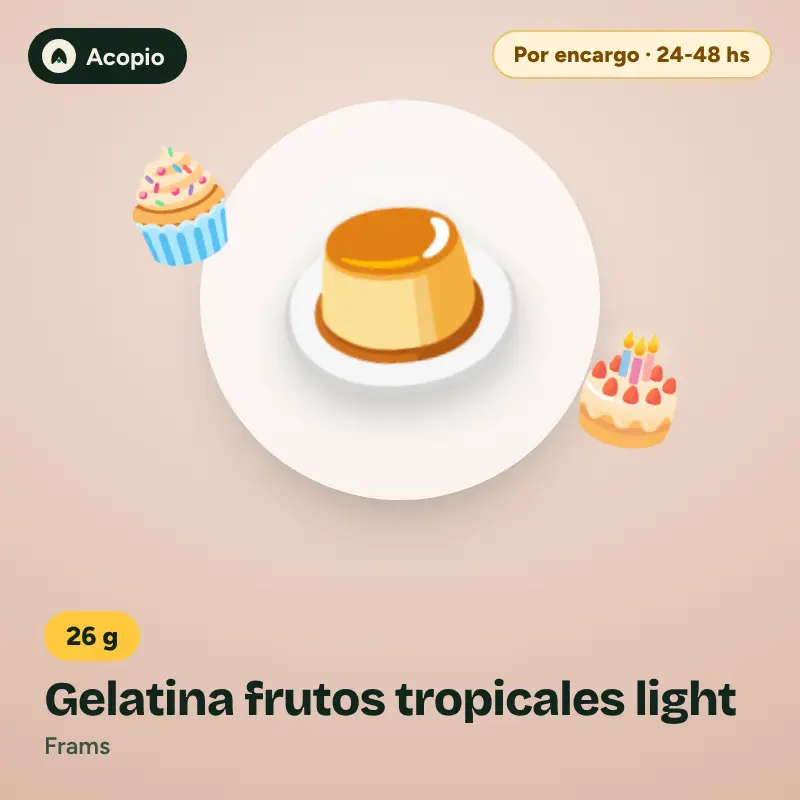 Acopio
Por encargo · 24-48 hs
26 g
Gelatina frutos tropicales light
Frams